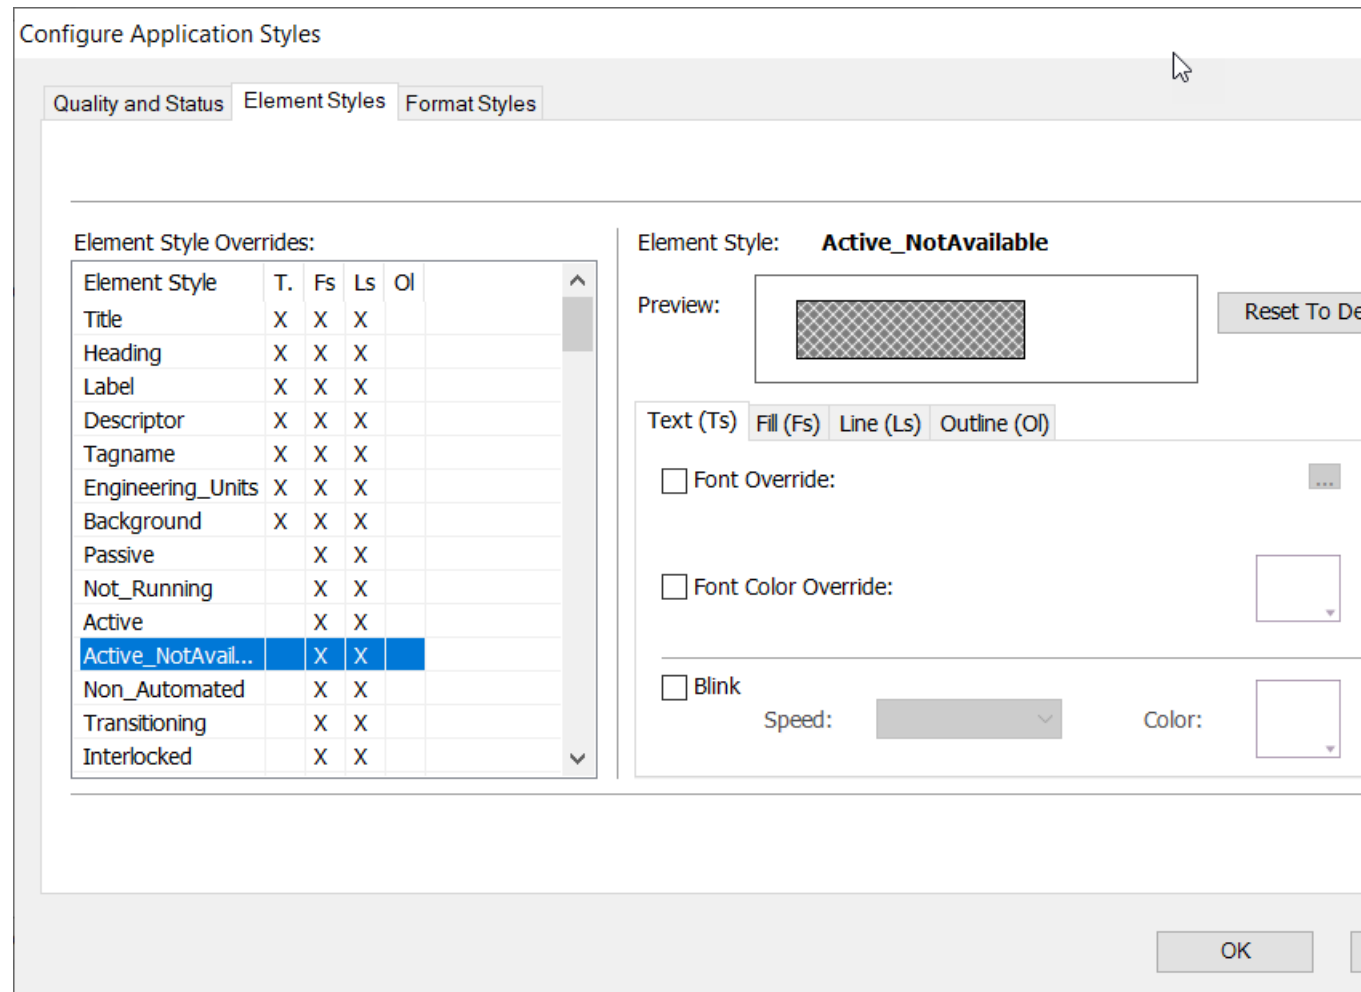 Configure Application Styles
Quality and Status Element Styles Format Styles
Element Style Overrides:
Element Style T. Fs Ls Ol
Title X X X
Heading X X X
Label X X X
Descriptor X X X
Tagname X X X
Engineering_Units X X X
Background X X X
Passive X X
Not_Running X X
Active X X
Active_NotAvail... X X
Non_Automated X X
Transitioning X X
Interlocked X X
Element Style: Active_NotAvailable
Preview:
Reset To De
Text (Ts) Fill (Fs) Line (Ls) Outline (Ol)
Font Override: ...
Font Color Override:
Blink
Speed: Color:
OK